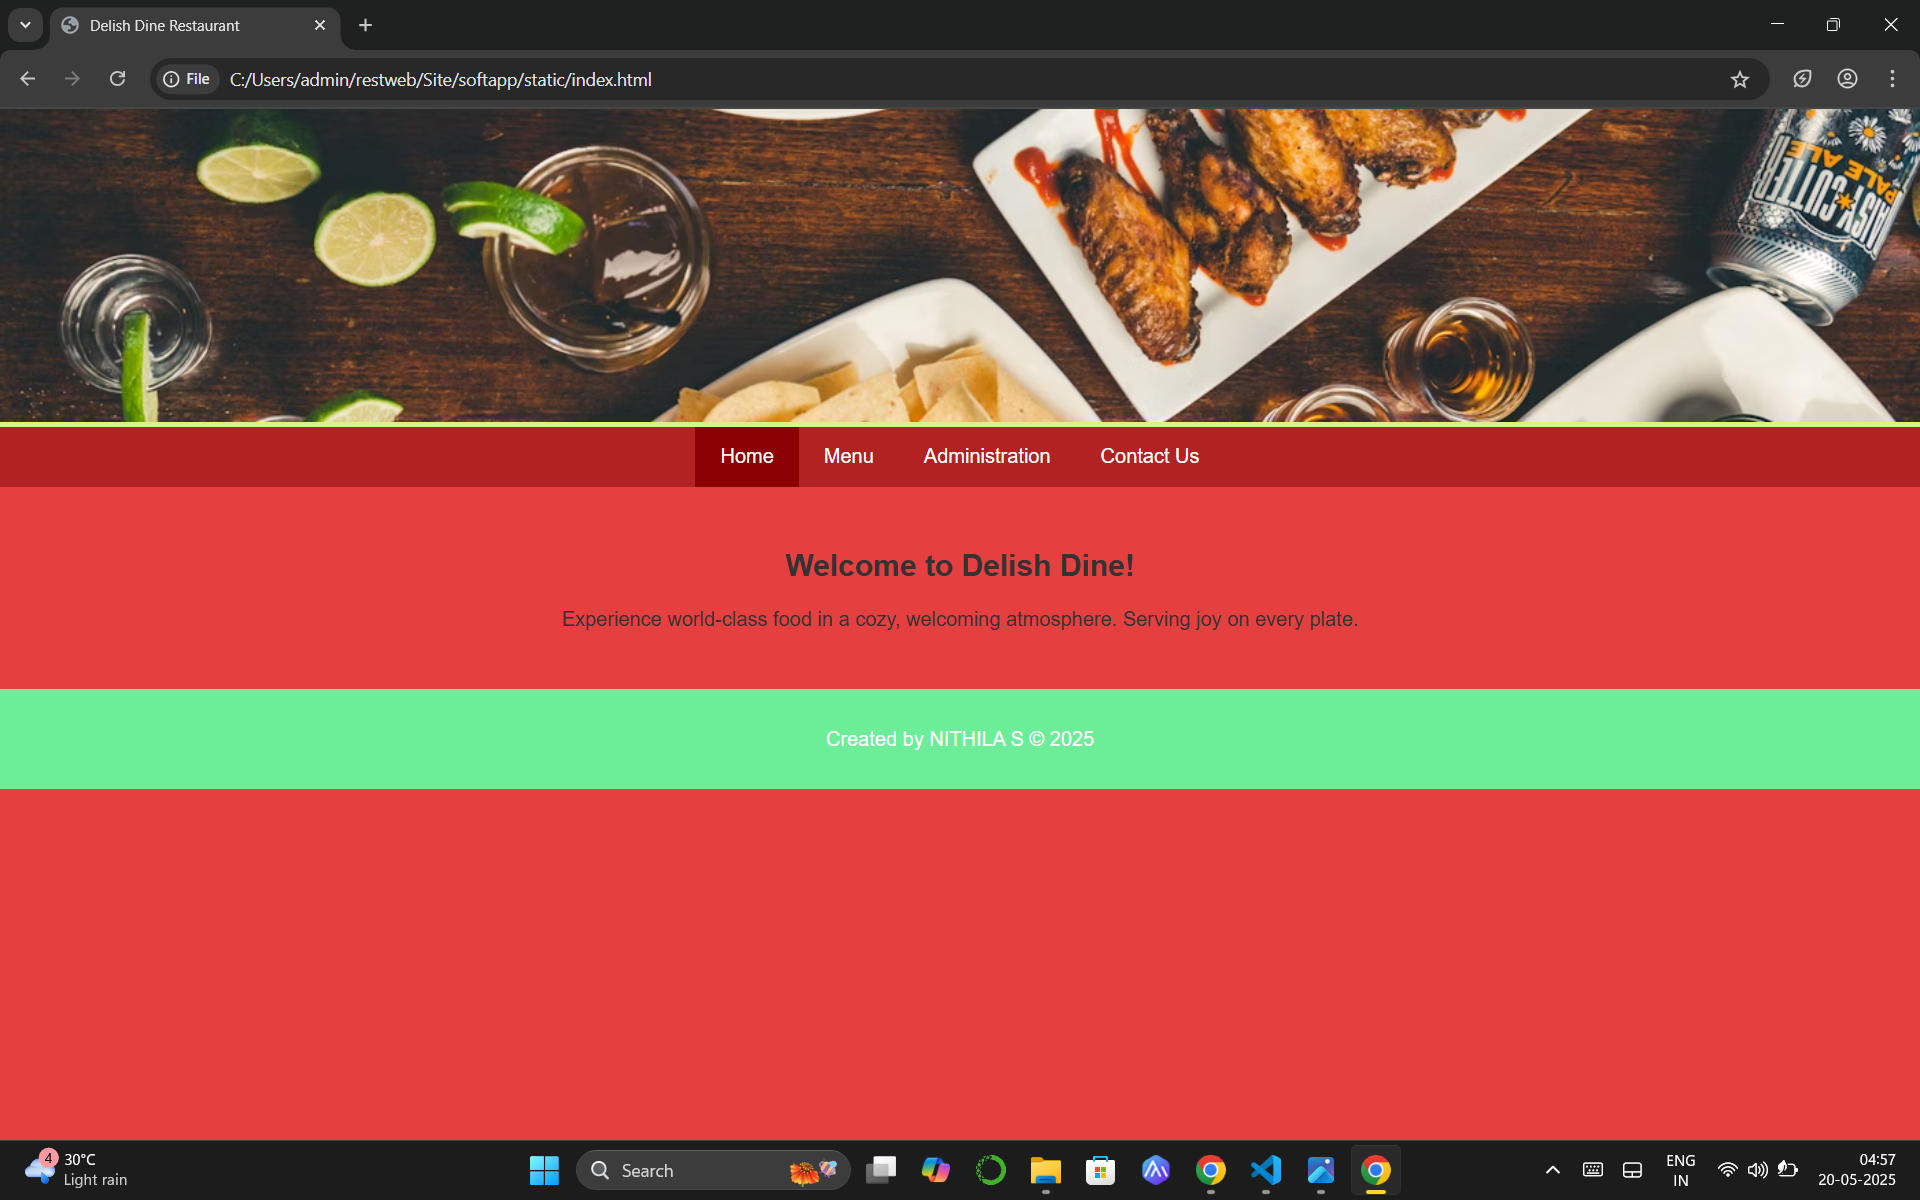 Delish Dine Restaurant
File
C:/Users/admin/restweb/Site/softapp/static/index.html
PALE ALE
Home
Menu
Administration
Contact Us
Welcome to Delish Dine!
Experience world-class food in a cozy, welcoming atmosphere. Serving joy on every plate.
Created by NITHILA S © 2025
4
30°C
Light rain
Search
ENG
IN
04:57
20-05-2025